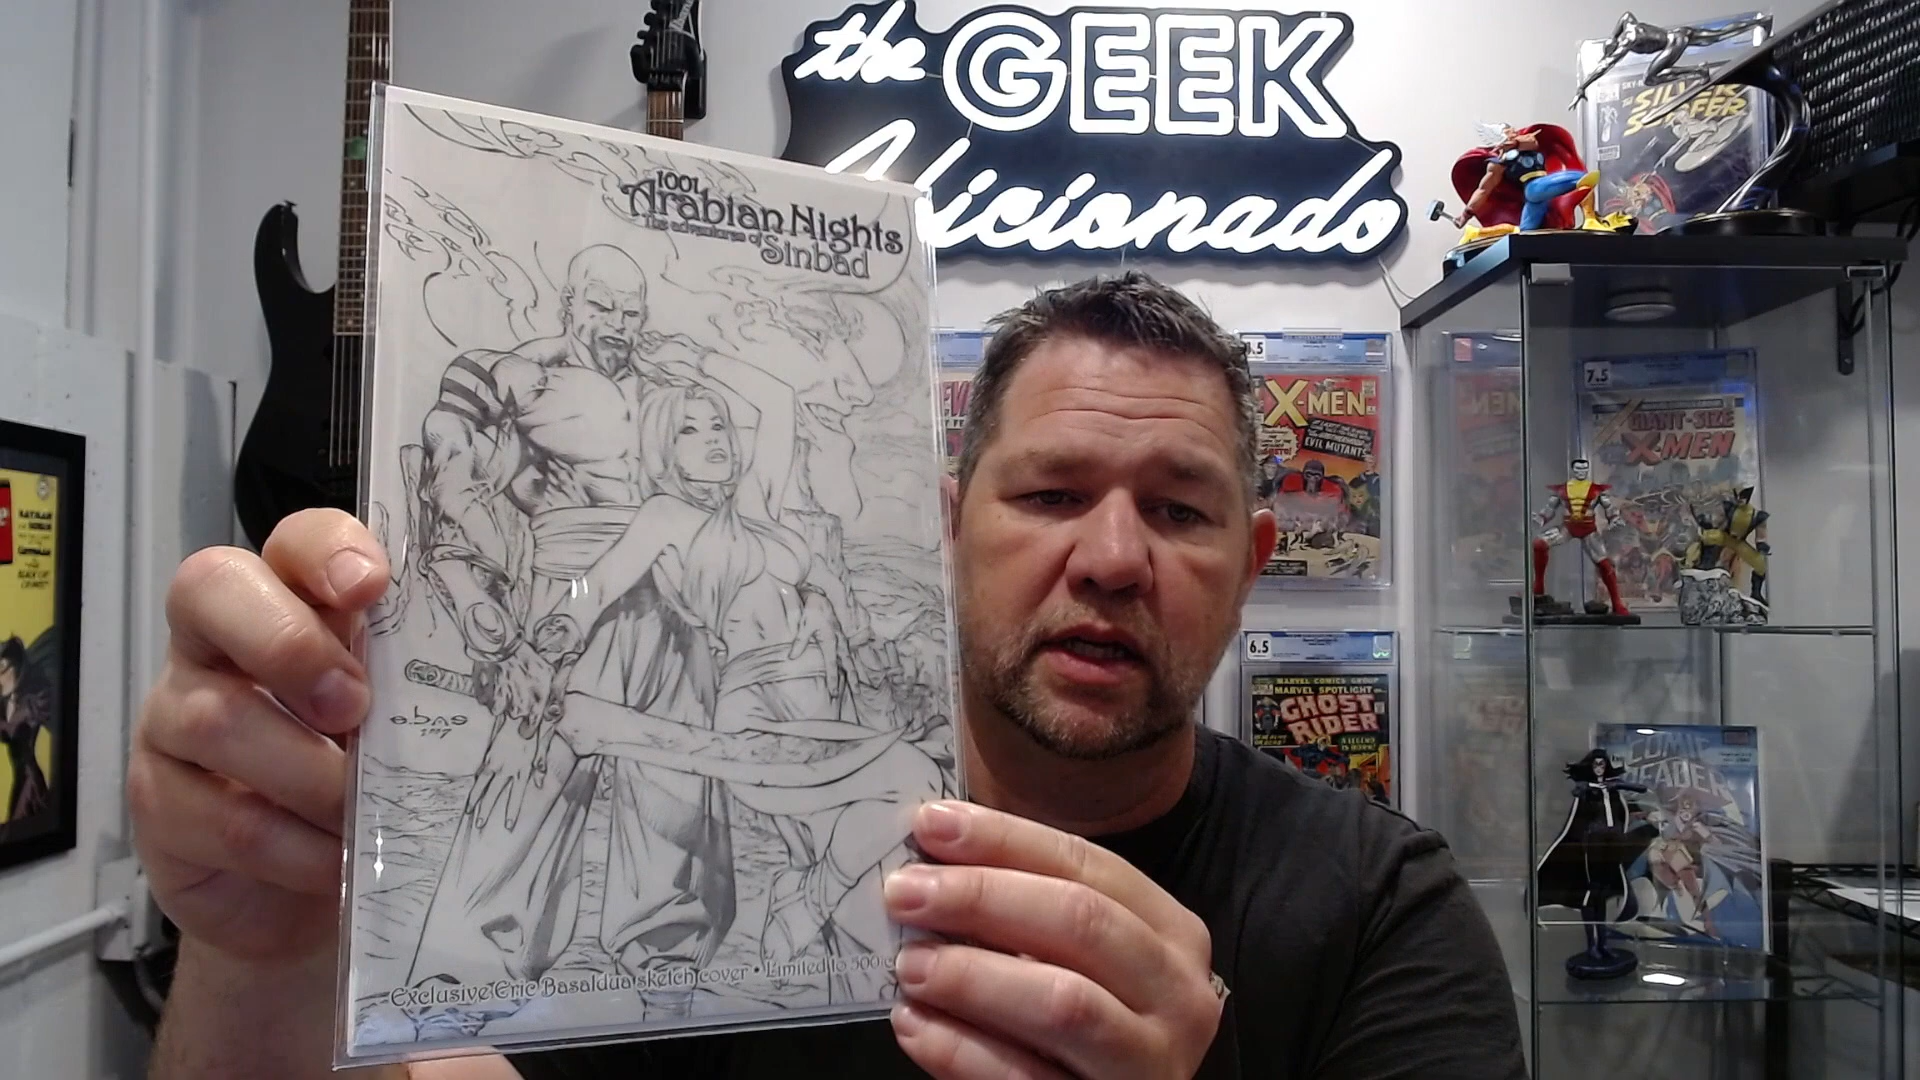 the GEEK
Aficionado
1001
Arabian Nights
The adventures of
Sinbad
e.bas
2007
Exclusive Eric Basaldua sketch cover • Limited to 500 c
SILVER
SURFER
X-MEN
EVIL MUTANTS
7.5
GIANT-SIZE
X-MEN
6.5
MARVEL COMICS GROUP
MARVEL SPOTLIGHT
GHOST
RIDER
COMIC
READER
BATMAN